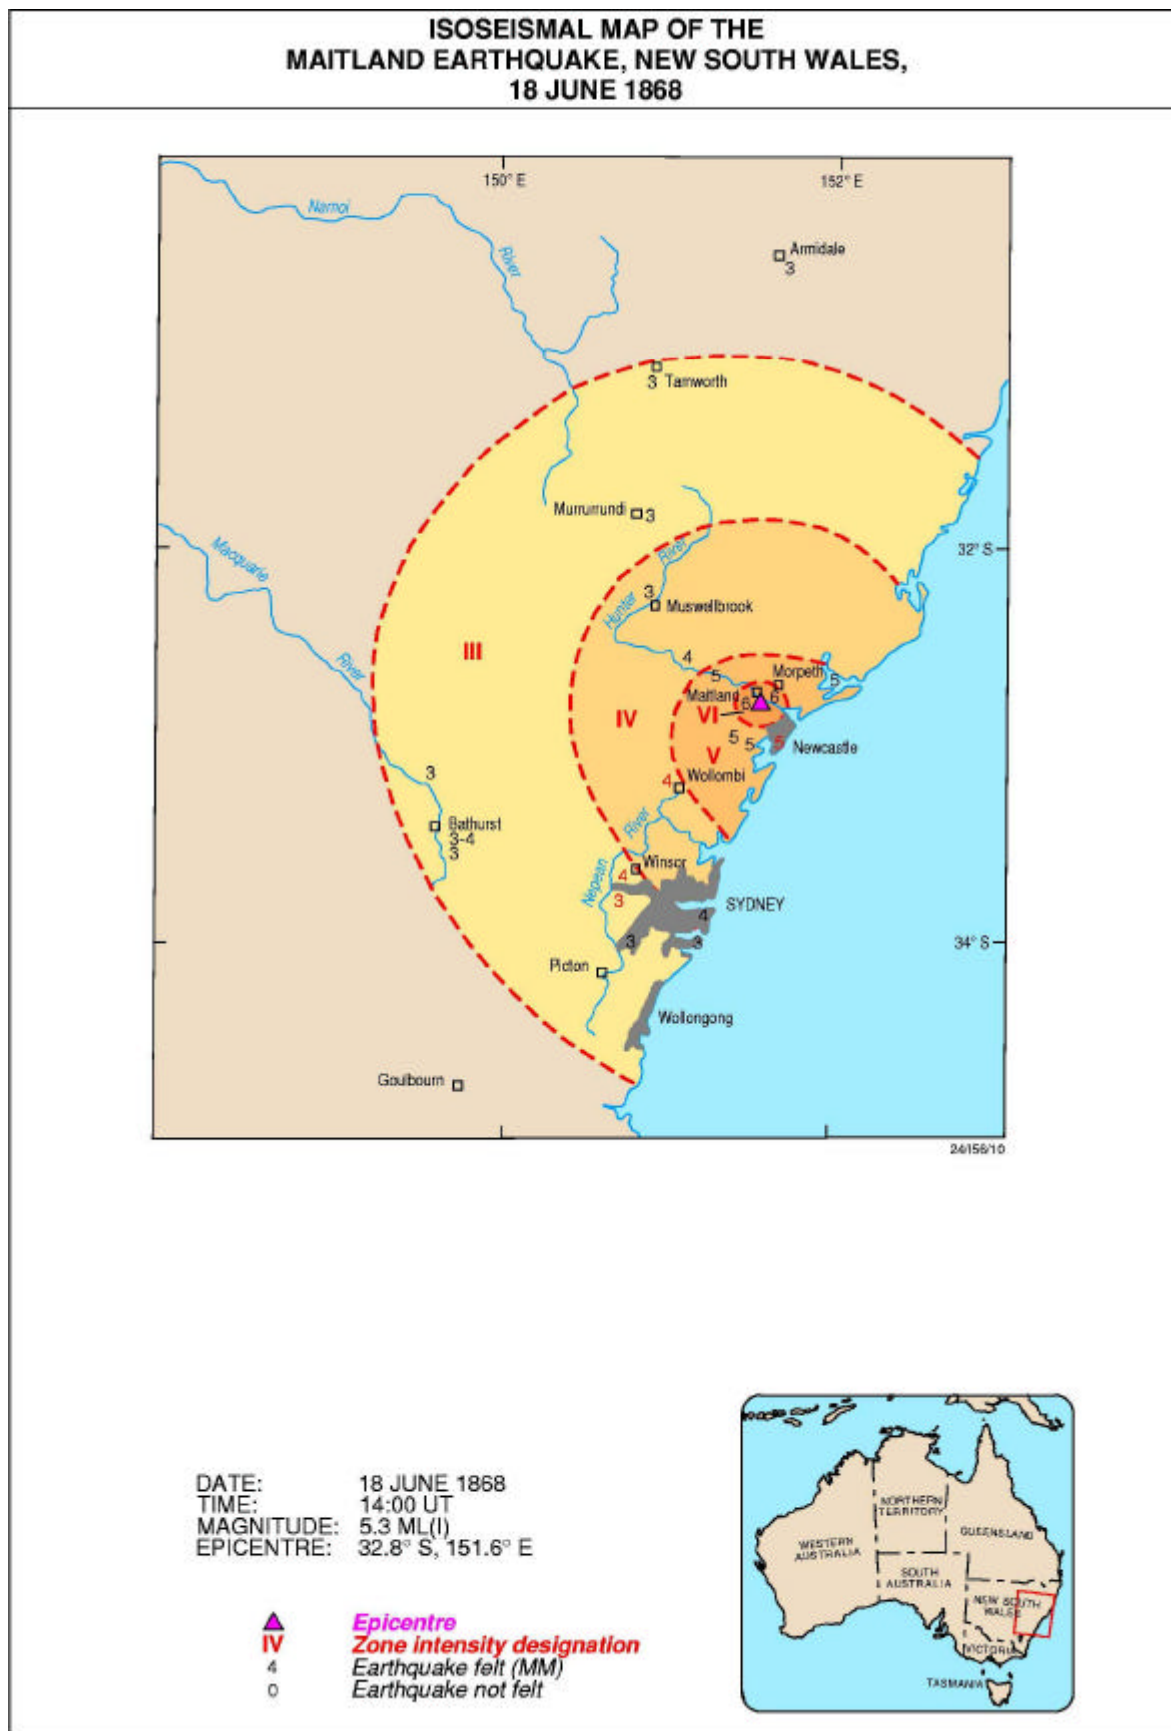 ISOSEISMAL MAP OF THE
MAITLAND EARTHQUAKE, NEW SOUTH WALES,
18 JUNE 1868
150° E
152° E
Namoi
River
Armidale
3
3 Tamworth
Murrurrundi
3
32° S
Macquarie
River
River
Hunter
3
Muswellbrook
III
4
5
Morpeth
5
Maitland
6
6
IV
VI
5
5
5
Newcastle
V
4
Wollombi
3
River
Bathurst
3-4
3
Nepean
Winsor
4
3
SYDNEY
4
3
3
34° S
Picton
Wollongong
Goulbourn
24/156/10
DATE: 18 JUNE 1868
TIME: 14:00 UT
MAGNITUDE: 5.3 ML(I)
EPICENTRE: 32.8° S, 151.6° E
Epicentre
IV Zone intensity designation
4 Earthquake felt (MM)
0 Earthquake not felt
NORTHERN
TERRITORY
QUEENSLAND
WESTERN
AUSTRALIA
SOUTH
AUSTRALIA
NEW SOUTH
WALES
VICTORIA
TASMANIA